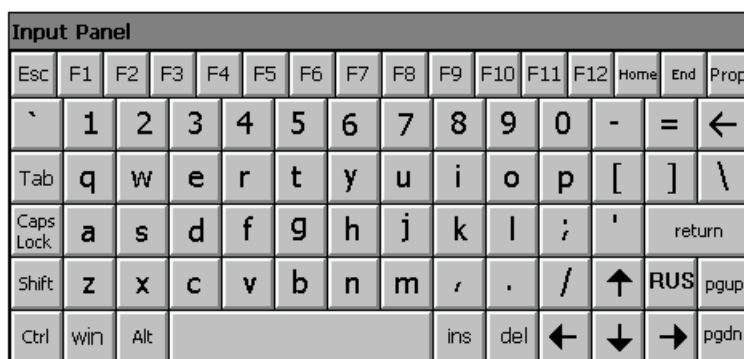 Input Panel
Esc F1 F2 F3 F4 F5 F6 F7 F8 F9 F10 F11 F12 Home End Prop
` 1 2 3 4 5 6 7 8 9 0 - = ←
Tab q w e r t y u i o p [ ] \
Caps Lock a s d f g h j k l ; ' return
Shift z x c v b n m , . / ↑ RUS pgup
Ctrl win Alt ins del ← ↓ → pgdn